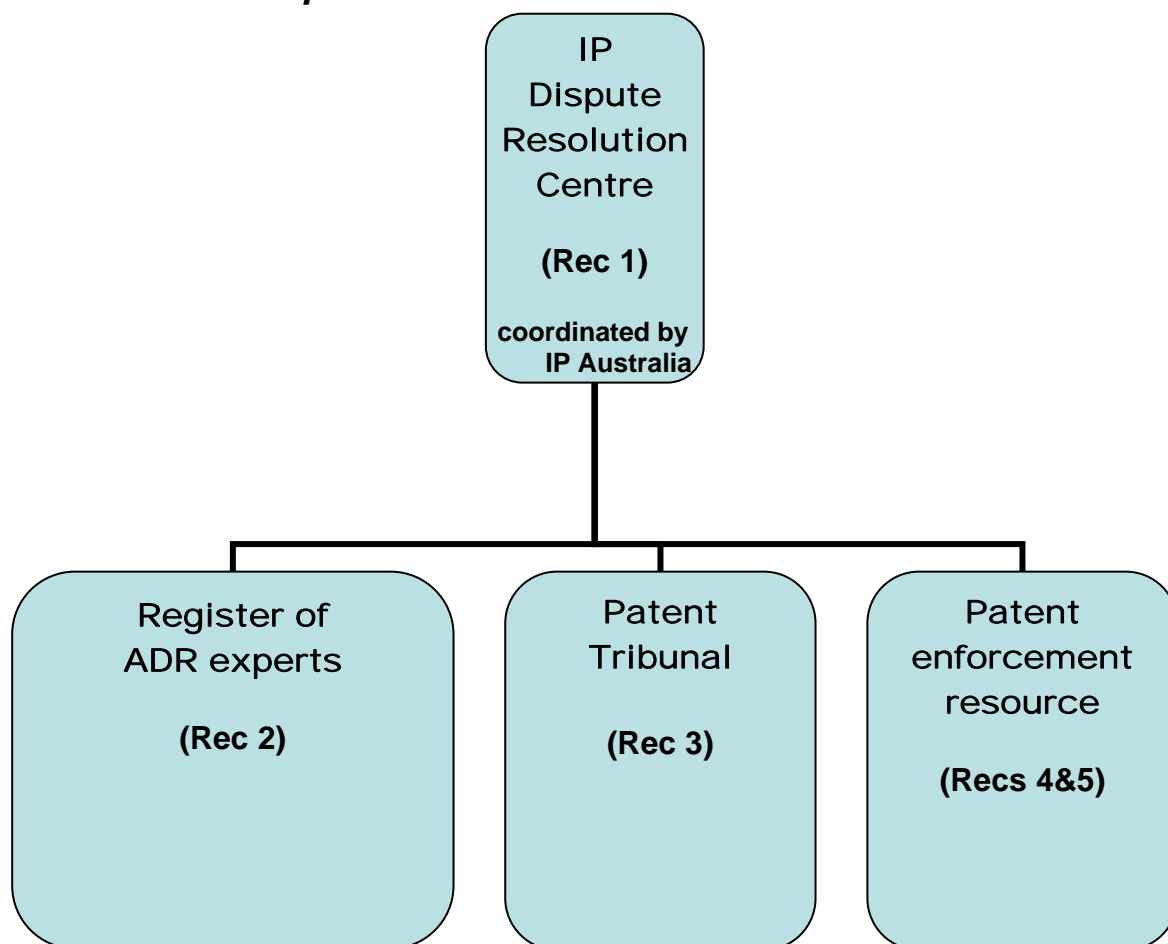 IP
Dispute
Resolution
Centre
(Rec 1)
coordinated by
IP Australia
Register of
ADR experts
(Rec 2)
Patent
Tribunal
(Rec 3)
Patent
enforcement
resource
(Recs 4&5)